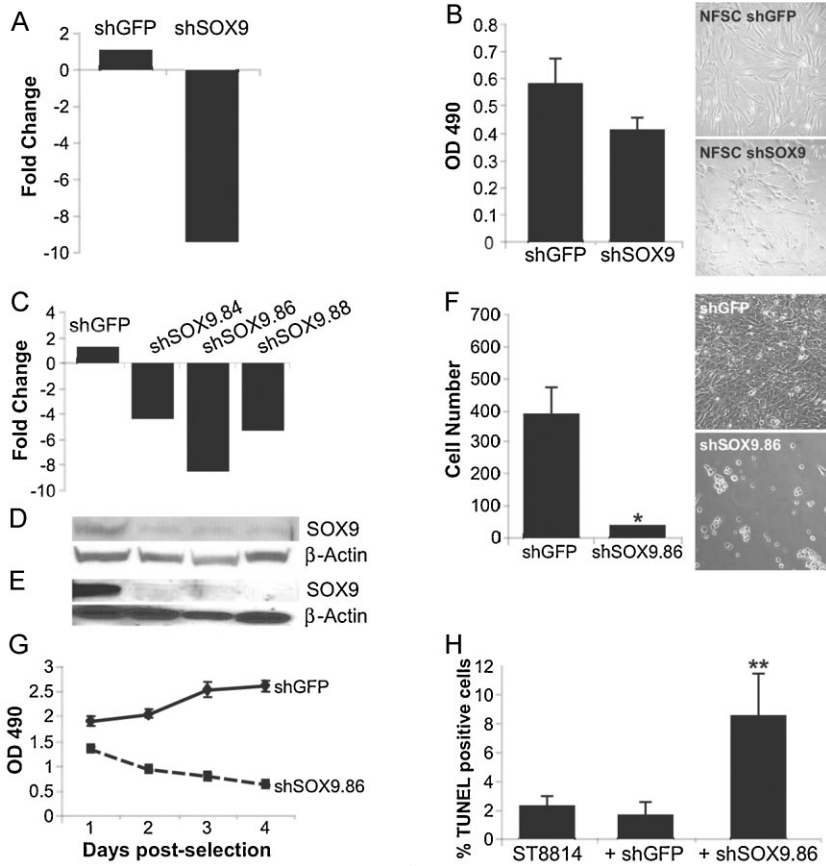 A
shGFP
shSOX9
2
0
-2
-4
-6
-8
-10
Fold Change
B
0.8
0.7
0.6
0.5
0.4
0.3
0.2
0.1
0
OD 490
shGFP
shSOX9
NFSC shGFP
NFSC shSOX9
C
4
2
0
-2
-4
-6
-8
-10
Fold Change
shGFP
shSOX9.84
shSOX9.86
shSOX9.88
D
SOX9
β-Actin
E
SOX9
β-Actin
F
700
600
500
400
300
200
100
0
Cell Number
*
shGFP
shSOX9.86
shGFP
shSOX9.86
G
3
2.5
2
1.5
1
0.5
0
OD 490
shGFP
shSOX9.86
1 2 3 4
Days post-selection
H
12
10
8
6
4
2
0
% TUNEL positive cells
**
ST8814
+ shGFP
+ shSOX9.86